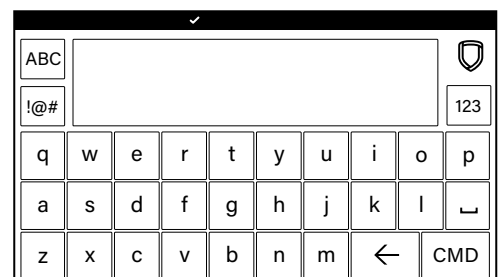 ABC
!@#
123
q w e r t y u i o p
a s d f g h j k l
z x c v b n m ← CMD